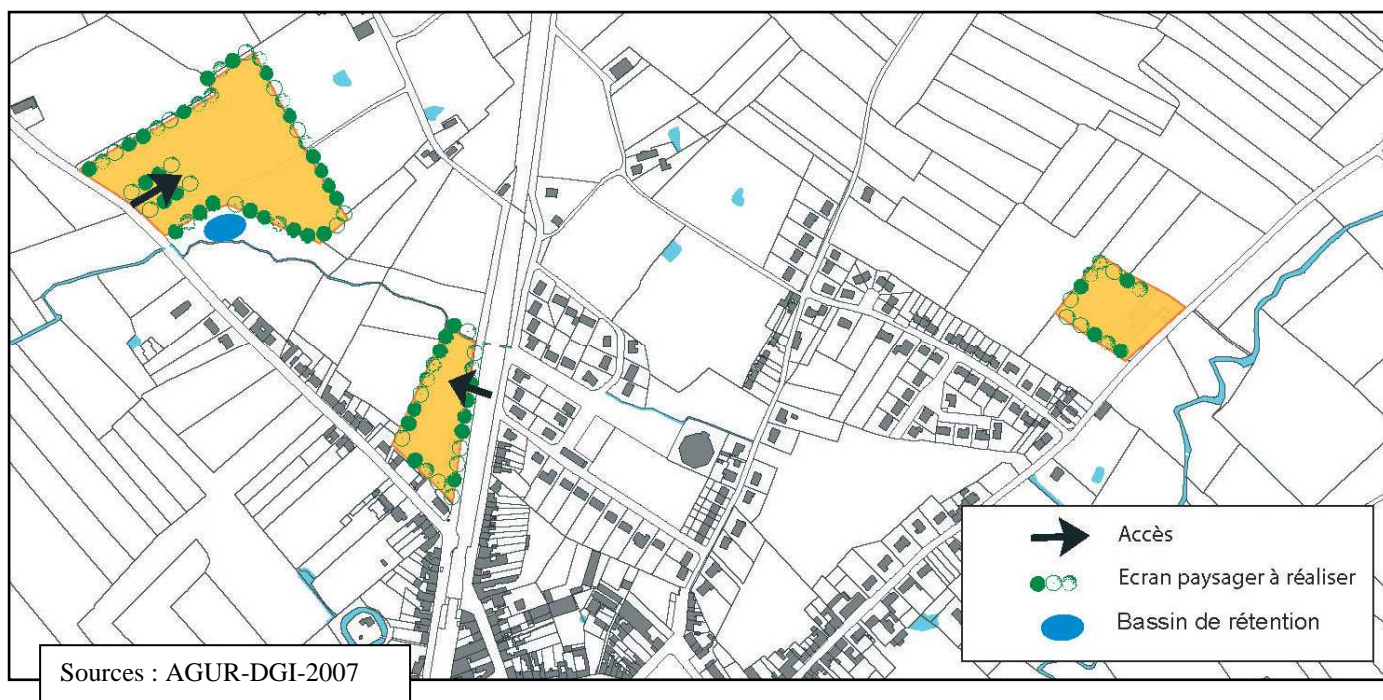 Accès
Ecran paysager à réaliser
Bassin de rétention
Sources : AGUR-DGI-2007